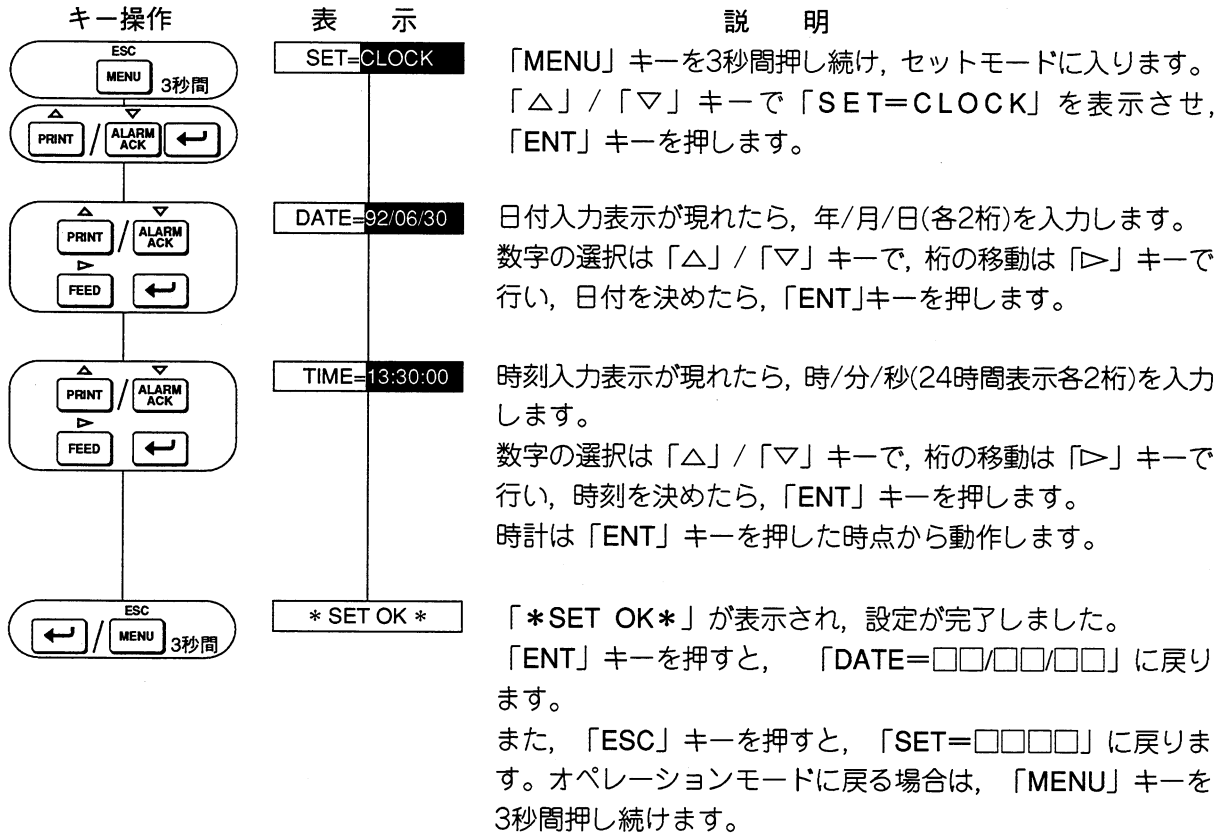 キー操作 表 示 説 明
ESC
MENU 3秒間
△ ▽
PRINT / ALARM ACK ↵
SET=CLOCK
「MENU」キーを3秒間押し続け，セットモードに入ります。
「△」/「▽」キーで「SET＝CLOCK」を表示させ，
「ENT」キーを押します。
△ ▽
PRINT / ALARM ACK
▷
FEED ↵
DATE=92/06/30
日付入力表示が現れたら，年/月/日(各2桁)を入力します。
数字の選択は「△」/「▽」キーで，桁の移動は「▷」キーで
行い，日付を決めたら，「ENT」キーを押します。
△ ▽
PRINT / ALARM ACK
▷
FEED ↵
TIME=13:30:00
時刻入力表示が現れたら，時/分/秒(24時間表示各2桁)を入力
します。
数字の選択は「△」/「▽」キーで，桁の移動は「▷」キーで
行い，時刻を決めたら，「ENT」キーを押します。
時計は「ENT」キーを押した時点から動作します。
ESC
↵ / MENU 3秒間
＊ SET OK ＊
「＊SET OK＊」が表示され，設定が完了しました。
「ENT」キーを押すと，「DATE＝□□/□□/□□」に戻り
ます。
また，「ESC」キーを押すと，「SET＝□□□□」に戻りま
す。オペレーションモードに戻る場合は，「MENU」キーを
3秒間押し続けます。